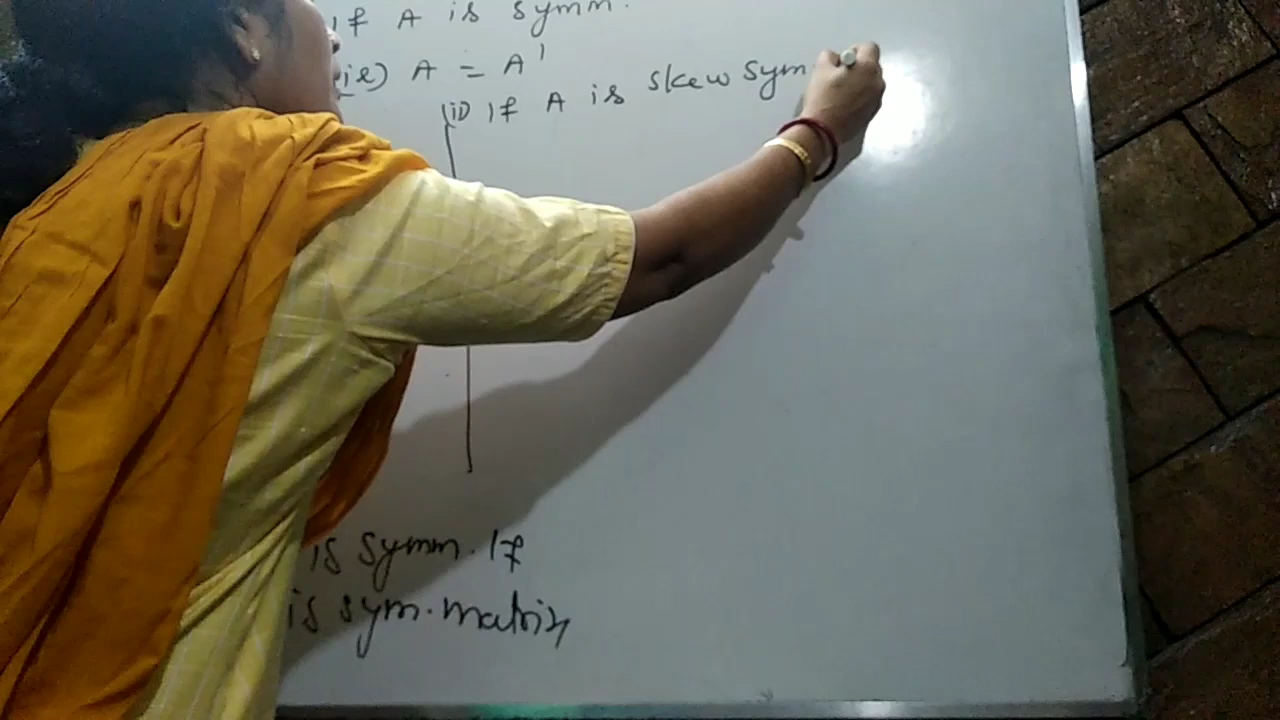 If A is symm.
(ie) A = A'
(ii) If A is skew sym
is symm. If
is sym. matrix